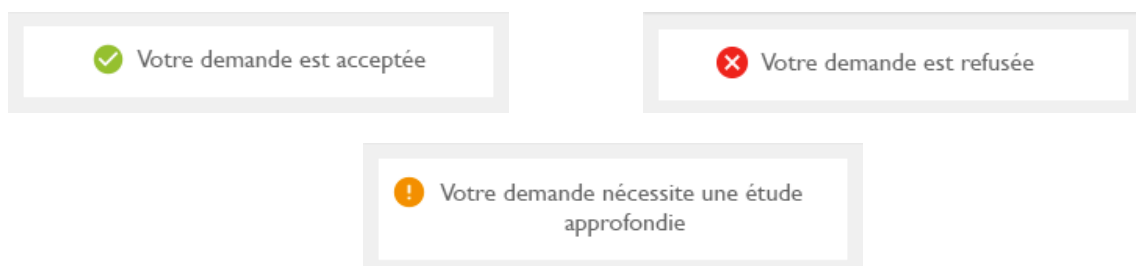 Votre demande est acceptée
Votre demande est refusée
Votre demande nécessite une étude
approfondie